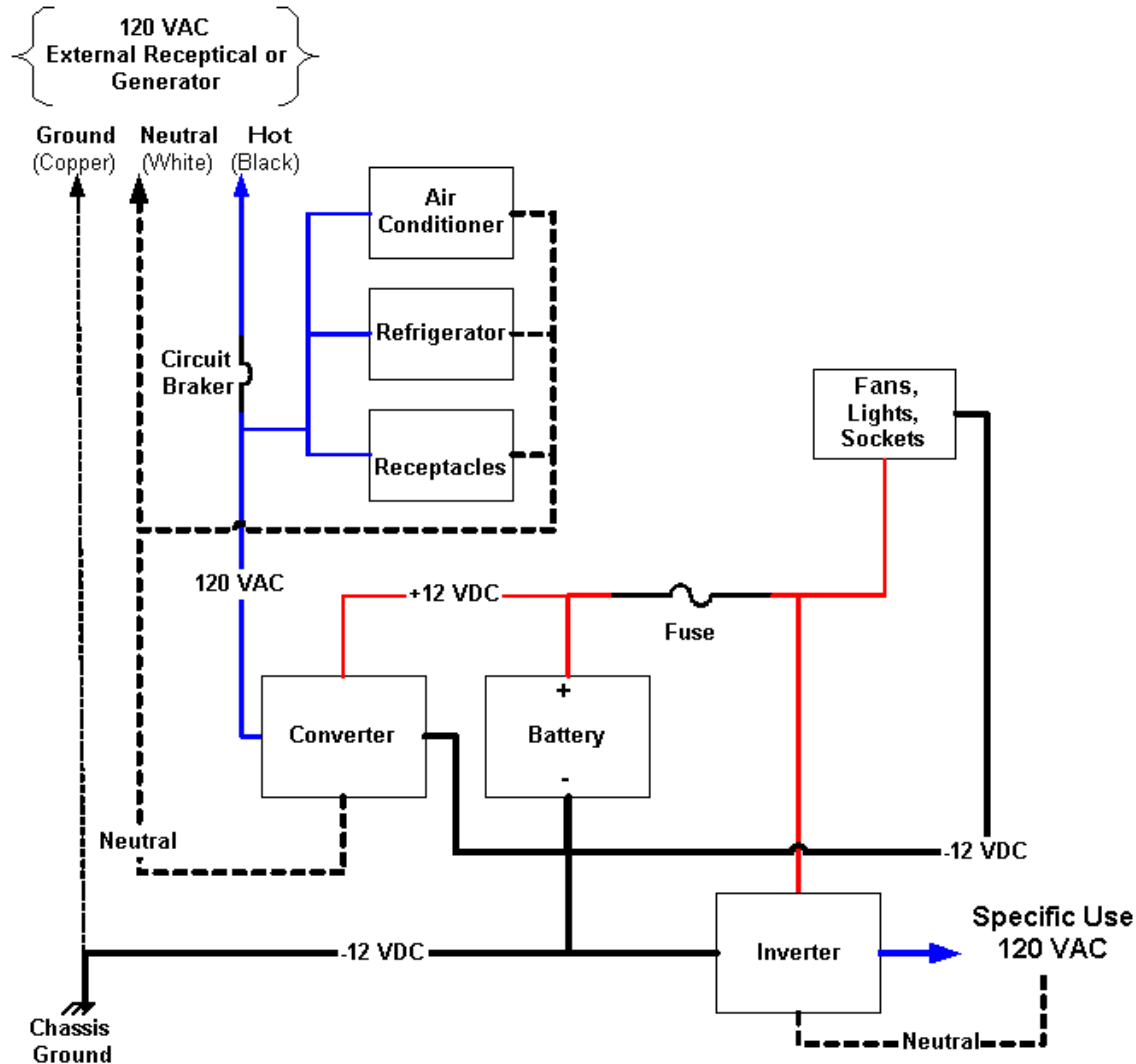 120 VAC
External Receptical or
Generator
Ground
(Copper)
Neutral
(White)
Hot
(Black)
Air
Conditioner
Refrigerator
Circuit
Braker
Receptacles
Fans,
Lights,
Sockets
120 VAC
+12 VDC
Fuse
+
Converter
Battery
-
Neutral
-12 VDC
-12 VDC
Inverter
Specific Use
120 VAC
Chassis
Ground
Neutral